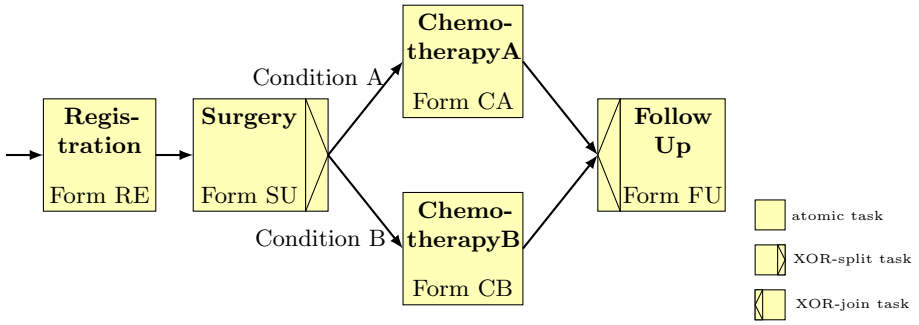 Regis-
tration
Form RE
Surgery
Form SU
Condition A
Condition B
Chemo-
therapyA
Form CA
Chemo-
therapyB
Form CB
Follow
Up
Form FU
atomic task
XOR-split task
XOR-join task